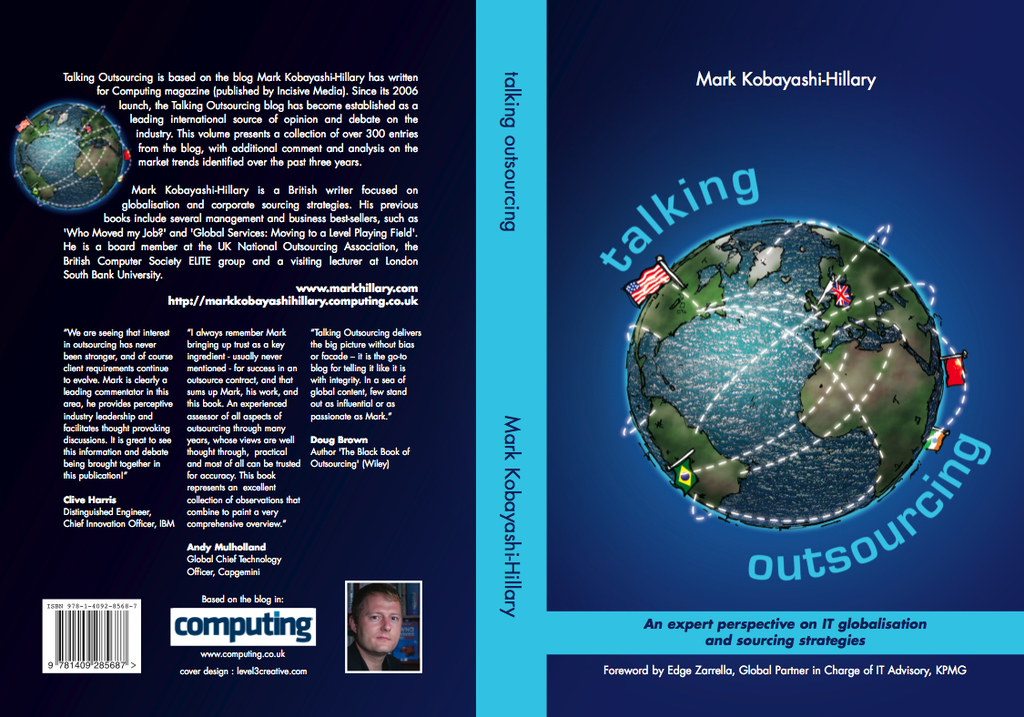 Talking Outsourcing is based on the blog Mark Kobayashi-Hillary has written
for Computing magazine (published by Incisive Media). Since its 2006
launch, the Talking Outsourcing blog has become established as a
leading international source of opinion and debate on the
industry. This volume presents a collection of over 300 entries
from the blog, with additional comment and analysis on the
market trends identified over the past three years.
Mark Kobayashi-Hillary is a British writer focused on
globalisation and corporate sourcing strategies. His previous
books include several management and business best-sellers, such as
'Who Moved my Job?' and 'Global Services: Moving to a Level Playing Field'.
He is a board member at the UK National Outsourcing Association, the
British Computer Society ELITE group and a visiting lecturer at London
South Bank University.
www.markhillary.com
http://markkobayashihillary.computing.co.uk
"We are seeing that interest
in outsourcing has never
been stronger, and of course
client requirements continue
to evolve. Mark is clearly a
leading commentator in this
area, he provides perceptive
industry leadership and
facilitates thought provoking
discussions. It is great to see
this information and debate
being brought together in
this publication!"
Clive Harris
Distinguished Engineer,
Chief Innovation Officer, IBM
"I always remember Mark
bringing up trust as a key
ingredient - usually never
mentioned - for success in an
outsource contract, and that
sums up Mark, his work, and
this book. An experienced
assessor of all aspects of
outsourcing through many
years, whose views are well
thought through, practical
and most of all can be trusted
for accuracy. This book
represents an excellent
collection of observations that
combine to paint a very
comprehensive overview."
Andy Mulholland
Global Chief Technology
Officer, Capgemini
"Talking Outsourcing delivers
the big picture without bias
or facade – it is the go-to
blog for telling it like it is
with integrity. In a sea of
global content, few stand
out as influential or as
passionate as Mark."
Doug Brown
Author 'The Black Book of
Outsourcing' (Wiley)
ISBN 978-1-4092-8568-7
9 781409 285687 >
Based on the blog in:
computing
www.computing.co.uk
cover design : level3creative.com
talking outsourcing
Mark Kobayashi-Hillary
Mark Kobayashi-Hillary
talking
outsourcing
An expert perspective on IT globalisation
and sourcing strategies
Foreword by Edge Zarrella, Global Partner in Charge of IT Advisory, KPMG